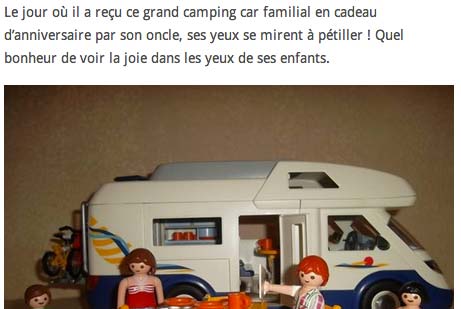 Le jour où il a reçu ce grand camping car familial en cadeau
d’anniversaire par son oncle, ses yeux se mirent à pétiller ! Quel
bonheur de voir la joie dans les yeux de ses enfants.